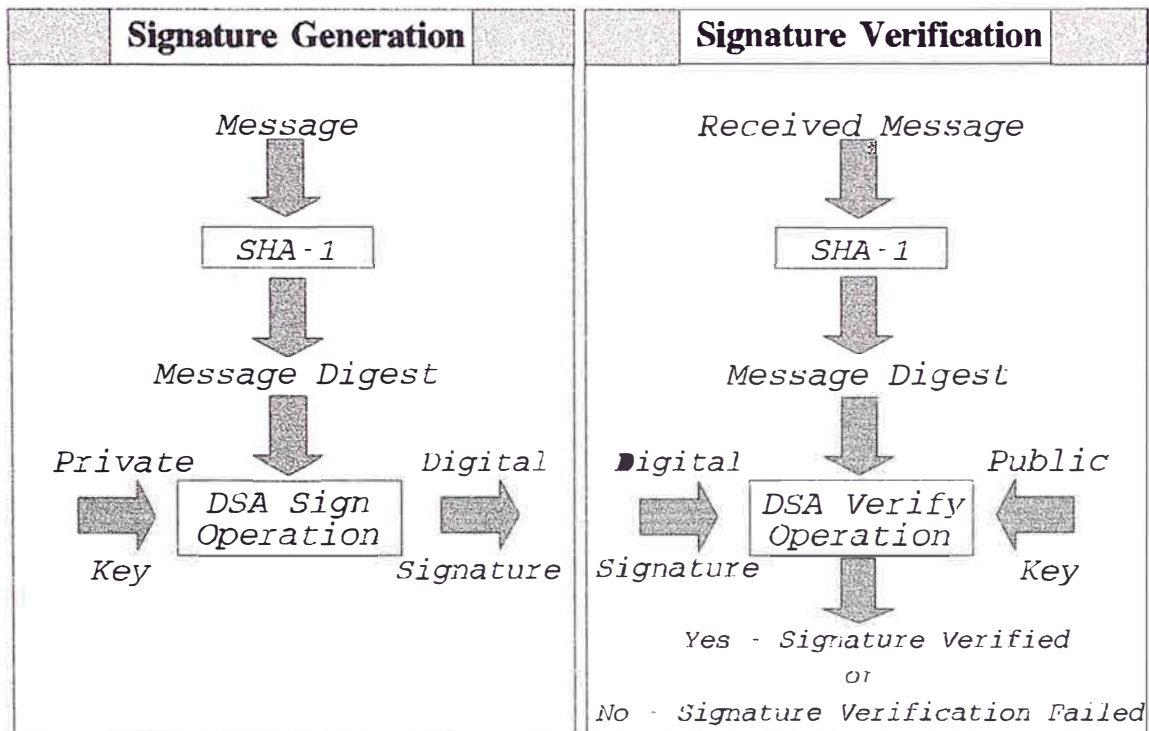 Signature Generation
Message
SHA-1
Message Digest
Private
Key
DSA Sign
Operation
Digital
Signature
Signature Verification
Received Message
SHA-1
Message Digest
Digital
Signature
DSA Verify
Operation
Public
Key
Yes - Signature Verified
or
No - Signature Verification Failed